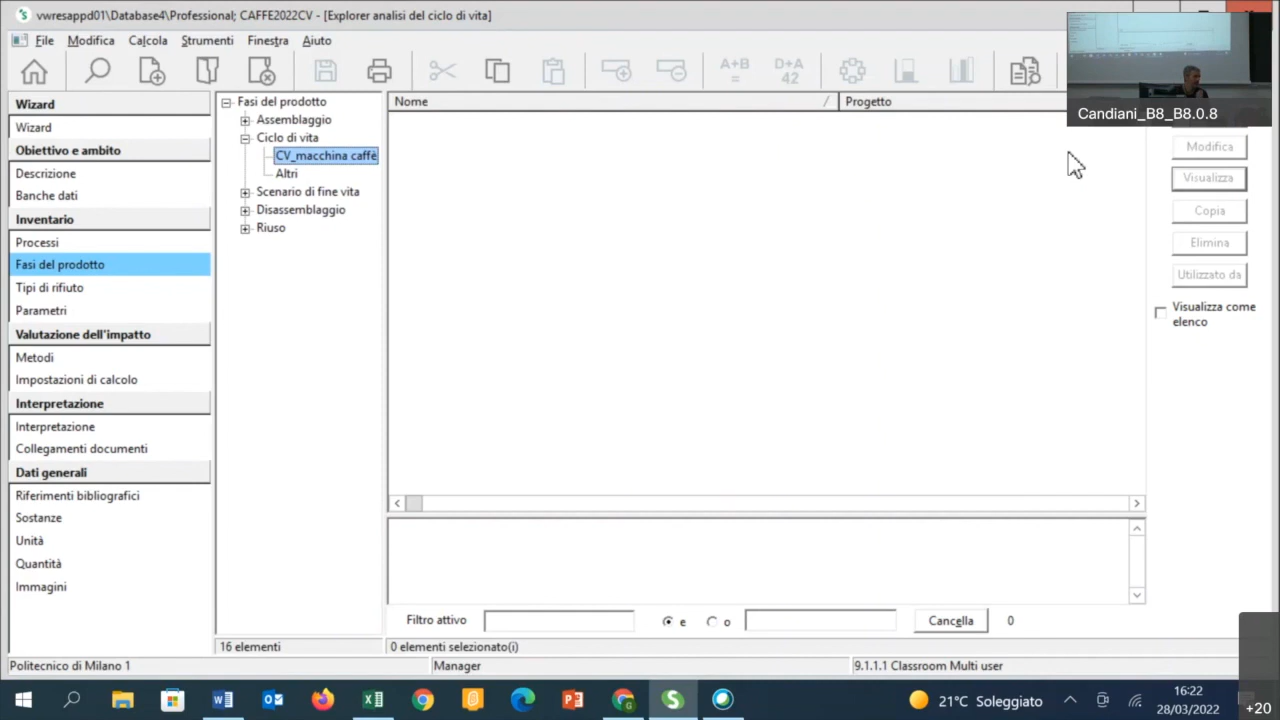 vwresappd01\Database4\Professional; CAFFE2022CV - [Explorer analisi del ciclo di vita]
File Modifica Calcola Strumenti Finestra Aiuto
A+B
=
D+A
42
Candiani_B8_B8.0.8
Wizard
Wizard
Obiettivo e ambito
Descrizione
Banche dati
Inventario
Processi
Fasi del prodotto
Tipi di rifiuto
Parametri
Valutazione dell'impatto
Metodi
Impostazioni di calcolo
Interpretazione
Interpretazione
Collegamenti documenti
Dati generali
Riferimenti bibliografici
Sostanze
Unità
Quantità
Immagini
Fasi del prodotto
Assemblaggio
Ciclo di vita
CV_macchina caffè
Altri
Scenario di fine vita
Disassemblaggio
Riuso
Nome / Progetto
Modifica
Visualizza
Copia
Elimina
Utilizzato da
Visualizza come
elenco
Filtro attivo e o Cancella 0
16 elementi 0 elementi selezionato(i)
Politecnico di Milano 1 Manager 9.1.1.1 Classroom Multi user
21°C Soleggiato
16:22
28/03/2022
+20